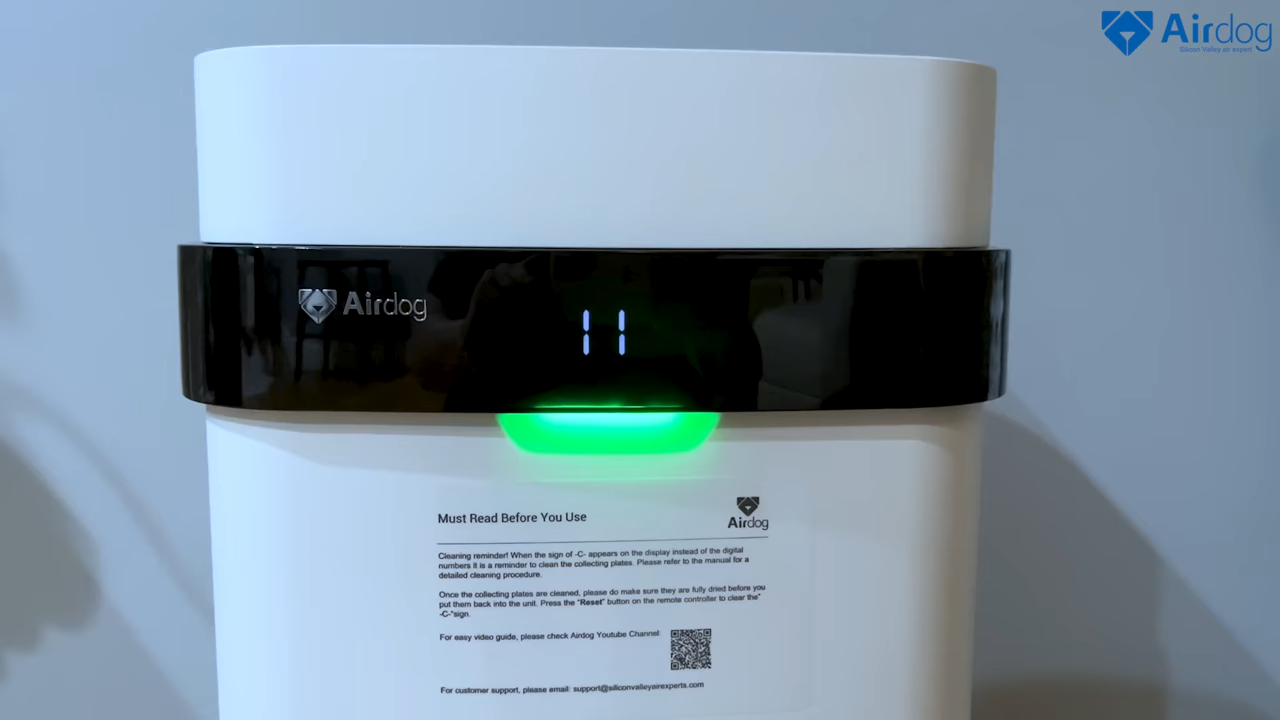 Airdog
Silicon Valley air expert
Airdog
11
Must Read Before You Use
Airdog
Cleaning reminder! When the sign of -C- appears on the display instead of the digital
numbers it is a reminder to clean the collecting plates. Please refer to the manual for a
detailed cleaning procedure.
Once the collecting plates are cleaned, please do make sure they are fully dried before you
put them back into the unit. Press the "Reset" button on the remote controller to clear the"
-C-"sign.
For easy video guide, please check Airdog Youtube Channel:
For customer support, please email: support@siliconvalleyairexperts.com